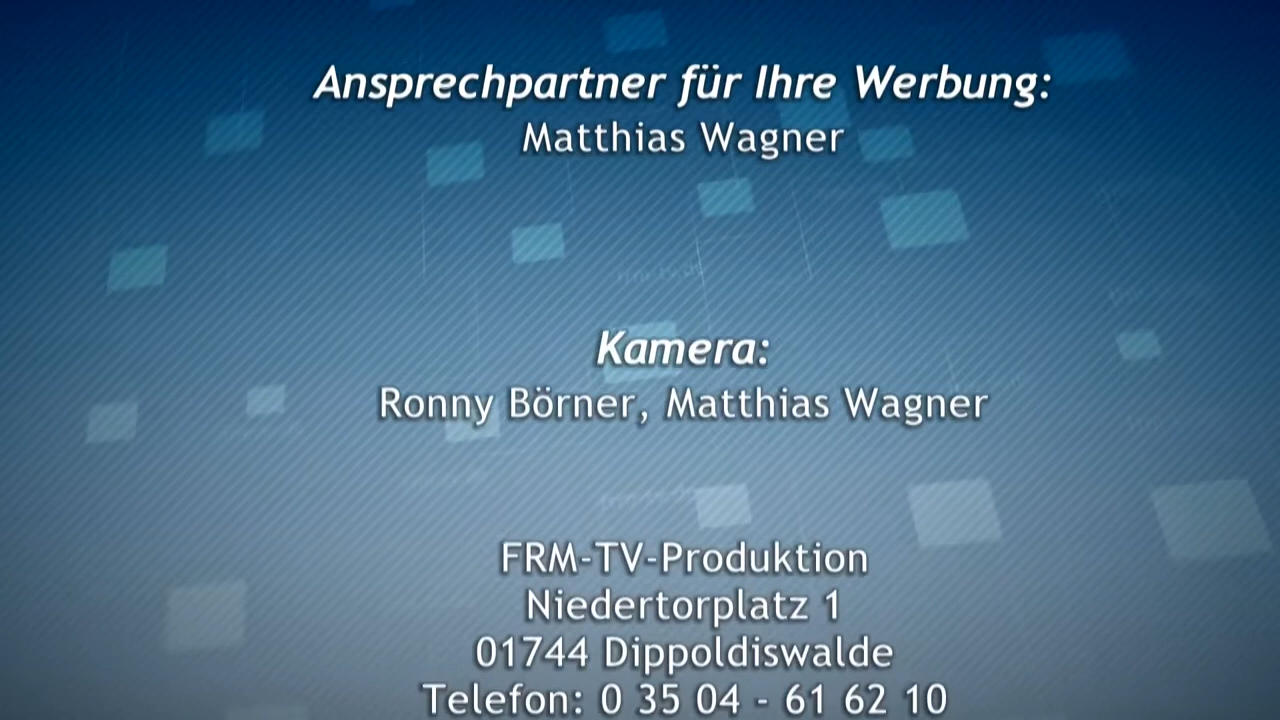 Ansprechpartner für Ihre Werbung:
Matthias Wagner
Kamera:
Ronny Börner, Matthias Wagner
FRM-TV-Produktion
Niedertorplatz 1
01744 Dippoldiswalde
Telefon: 0 35 04 - 61 62 10